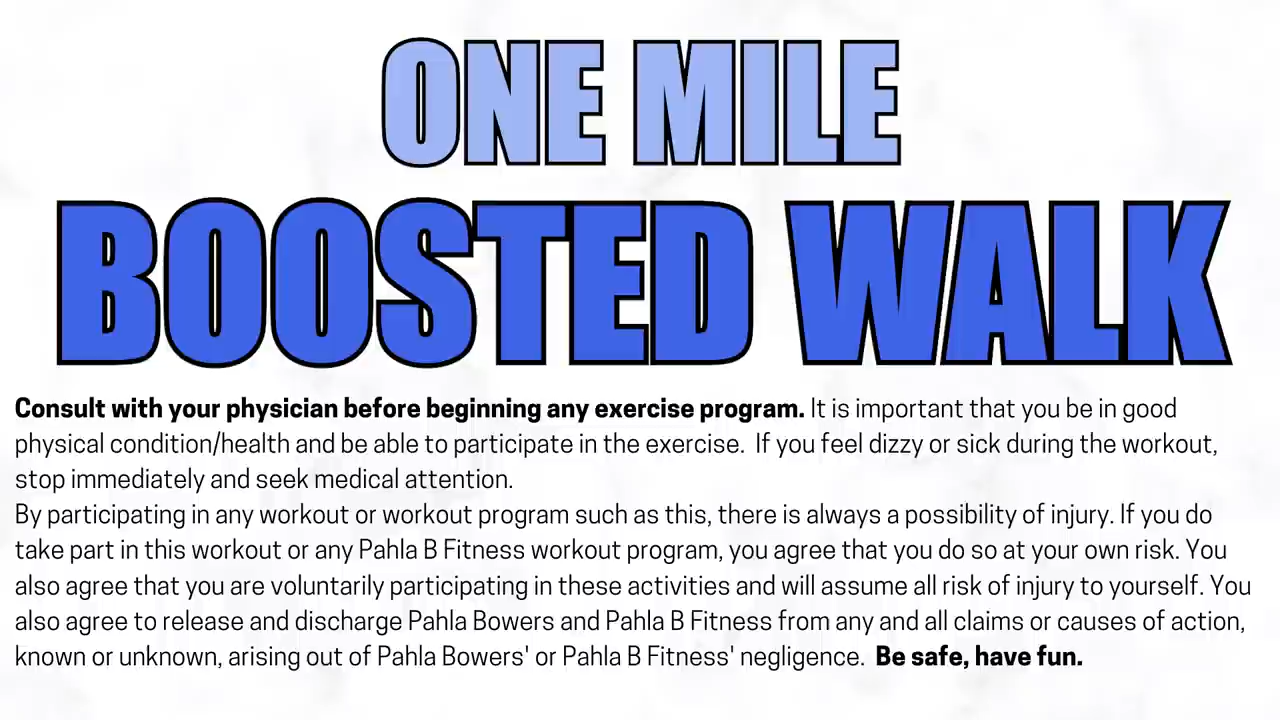 ONE MILE
BOOSTED WALK
Consult with your physician before beginning any exercise program. It is important that you be in good
physical condition/health and be able to participate in the exercise. If you feel dizzy or sick during the workout,
stop immediately and seek medical attention.
By participating in any workout or workout program such as this, there is always a possibility of injury. If you do
take part in this workout or any Pahla B Fitness workout program, you agree that you do so at your own risk. You
also agree that you are voluntarily participating in these activities and will assume all risk of injury to yourself. You
also agree to release and discharge Pahla Bowers and Pahla B Fitness from any and all claims or causes of action,
known or unknown, arising out of Pahla Bowers' or Pahla B Fitness' negligence. Be safe, have fun.